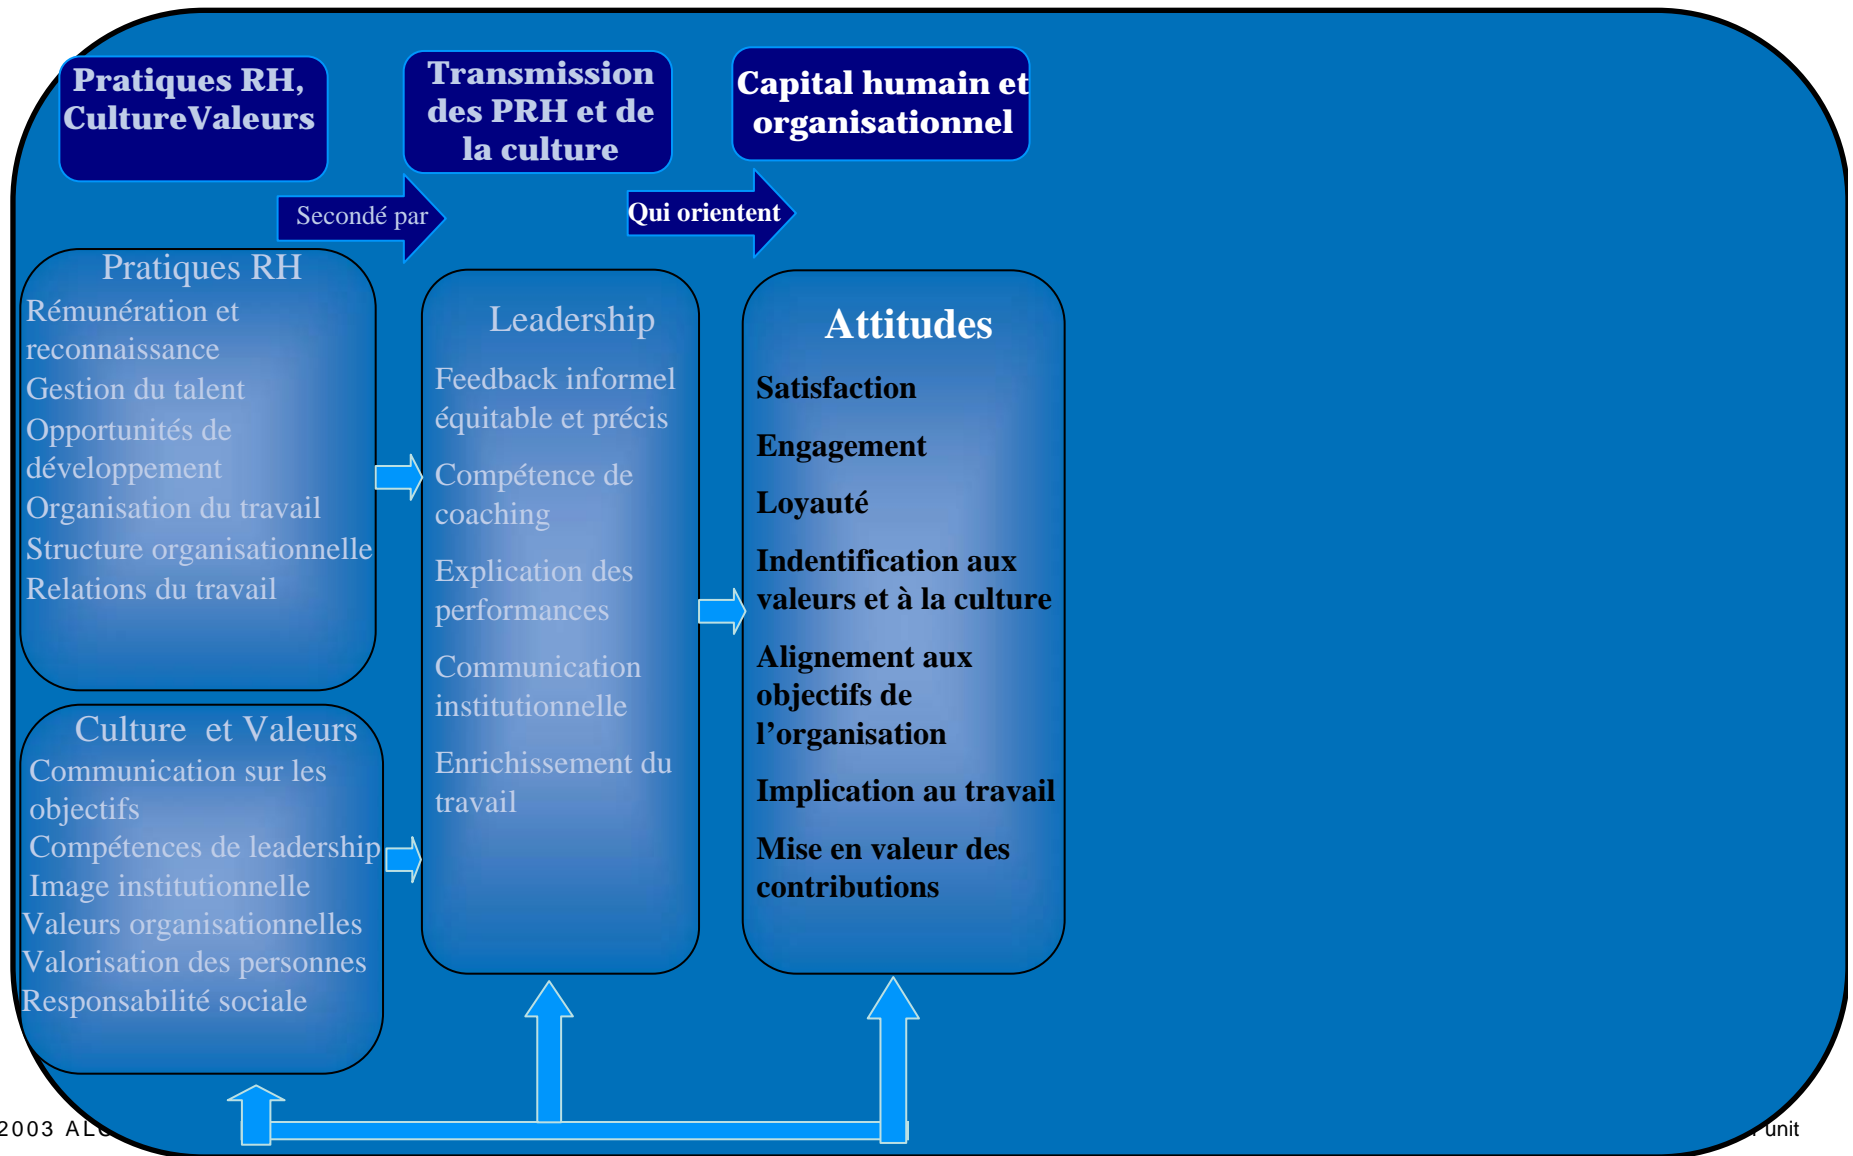 Pratiques RH,
CultureValeurs
Transmission
des PRH et de
la culture
Capital humain et
organisationnel
Secondé par
Qui orientent
Pratiques RH
Rémunération et
reconnaissance
Gestion du talent
Opportunités de
développement
Organisation du travail
Structure organisationnelle
Relations du travail
Culture et Valeurs
Communication sur les
objectifs
Compétences de leadership
Image institutionnelle
Valeurs organisationnelles
Valorisation des personnes
Responsabilité sociale
Leadership
Feedback informel
équitable et précis
Compétence de
coaching
Explication des
performances
Communication
institutionnelle
Enrichissement du
travail
Attitudes
Satisfaction
Engagement
Loyauté
Indentification aux
valeurs et à la culture
Alignement aux
objectifs de
l’organisation
Implication au travail
Mise en valeur des
contributions
2003
unit